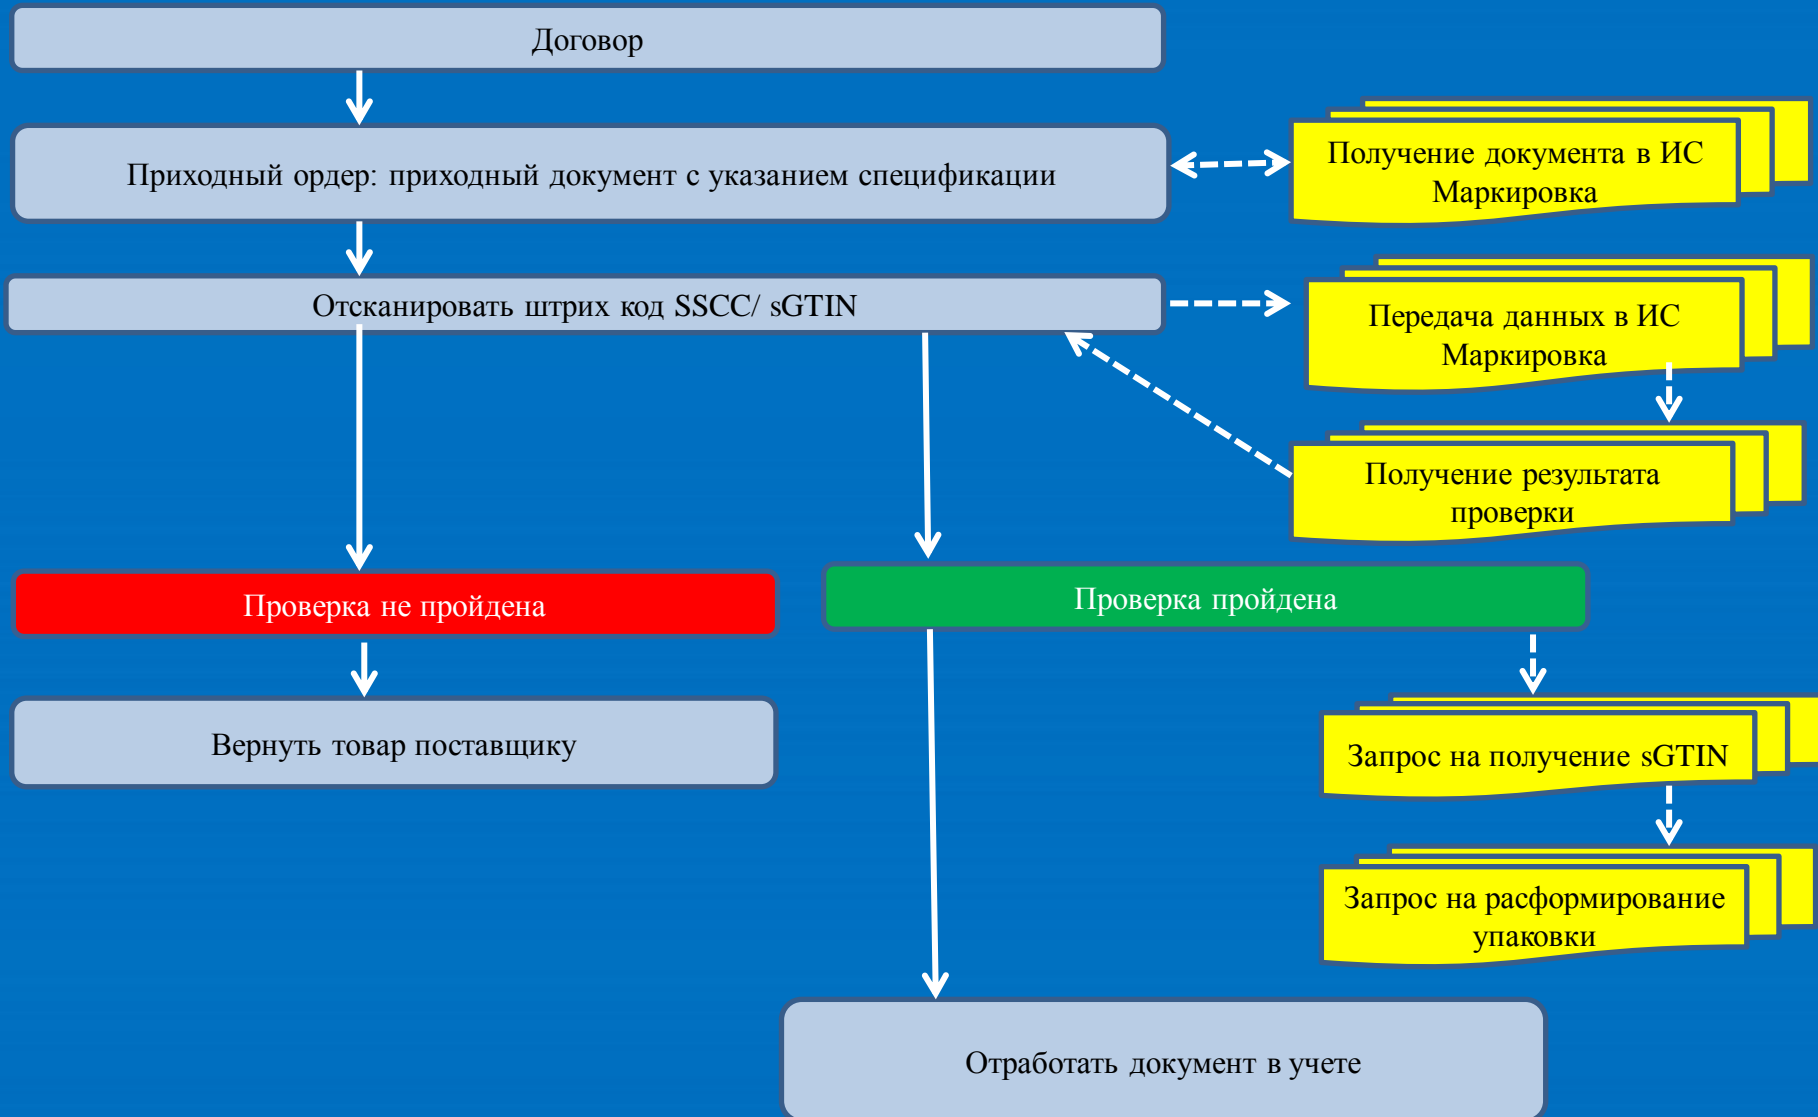 Договор
Приходный ордер: приходный документ с указанием спецификации
Получение документа в ИС
Маркировка
Отсканировать штрих код SSCC/ sGTIN
Передача данных в ИС
Маркировка
Получение результата
проверки
Проверка не пройдена
Проверка пройдена
Вернуть товар поставщику
Запрос на получение sGTIN
Запрос на расформирование
упаковки
Отработать документ в учете